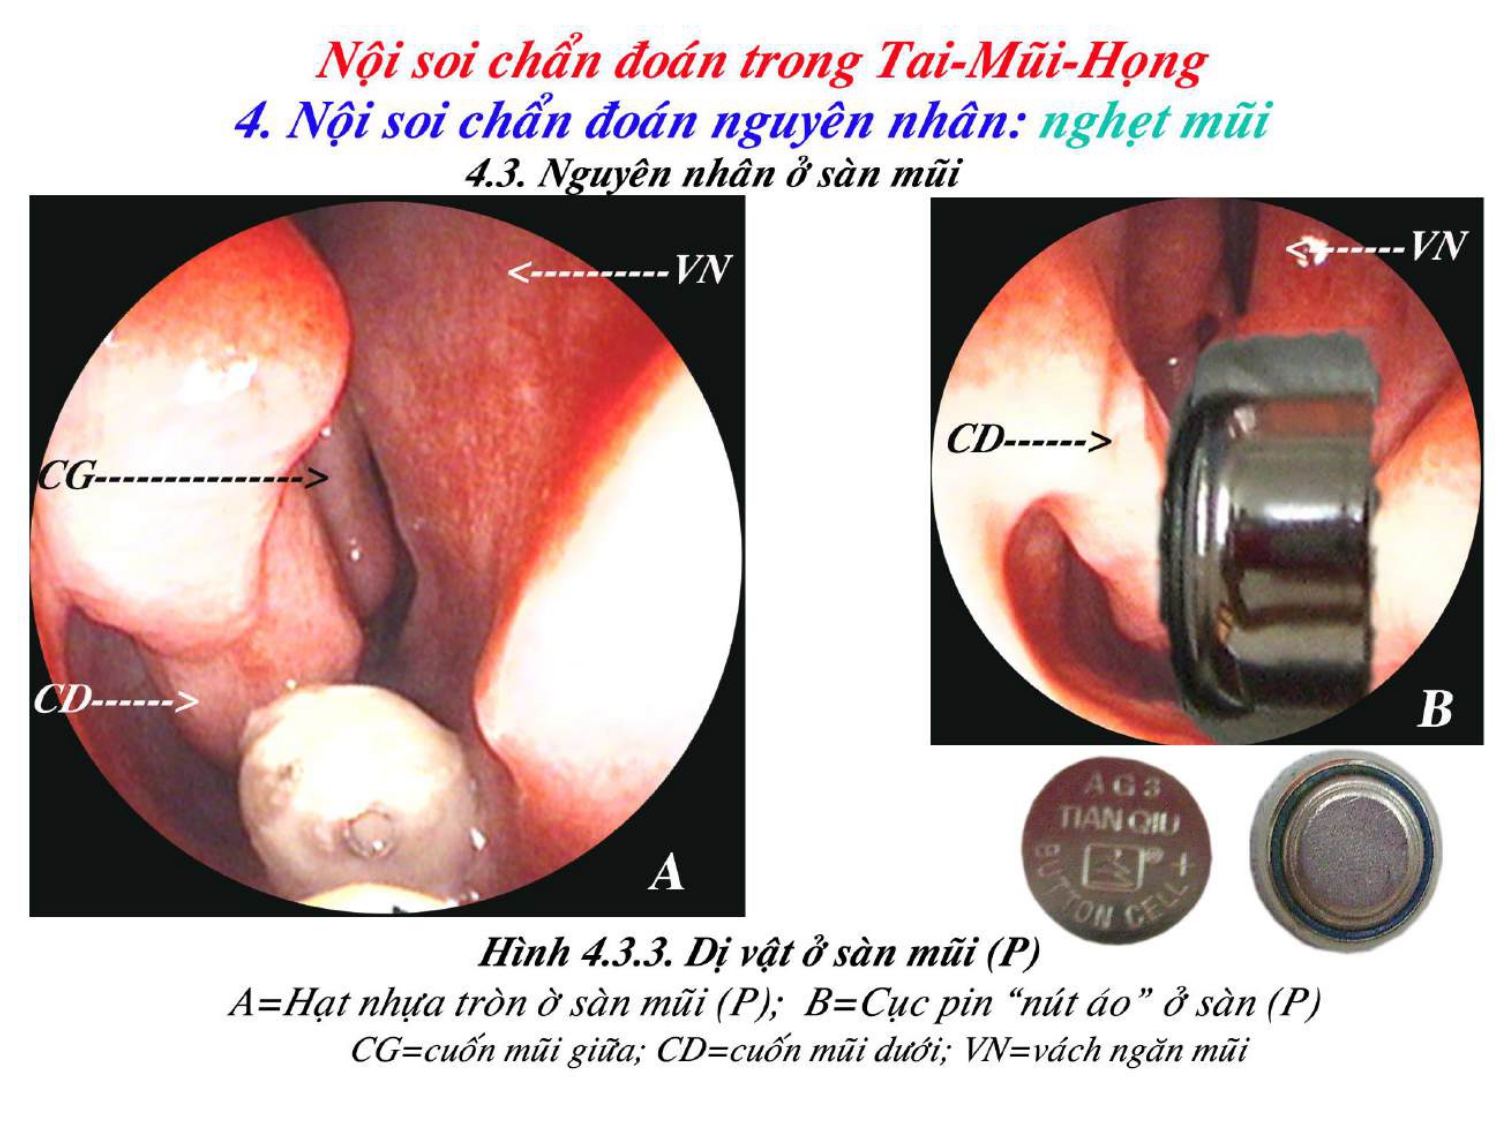 Nội soi chẩn đoán trong Tai-Mũi-Họng
4. Nội soi chẩn đoán nguyên nhân: nghẹt mũi
4.3. Nguyên nhân ở sàn mũi
<----------VN
CG--------------->
CD------>
A
<-------VN
CD------>
B
AG3
TIAN QIU
+
BUTTON CELL
Hình 4.3.3. Dị vật ở sàn mũi (P)
A=Hạt nhựa tròn ờ sàn mũi (P); B=Cục pin “nút áo” ở sàn (P)
CG=cuốn mũi giữa; CD=cuốn mũi dưới; VN=vách ngăn mũi